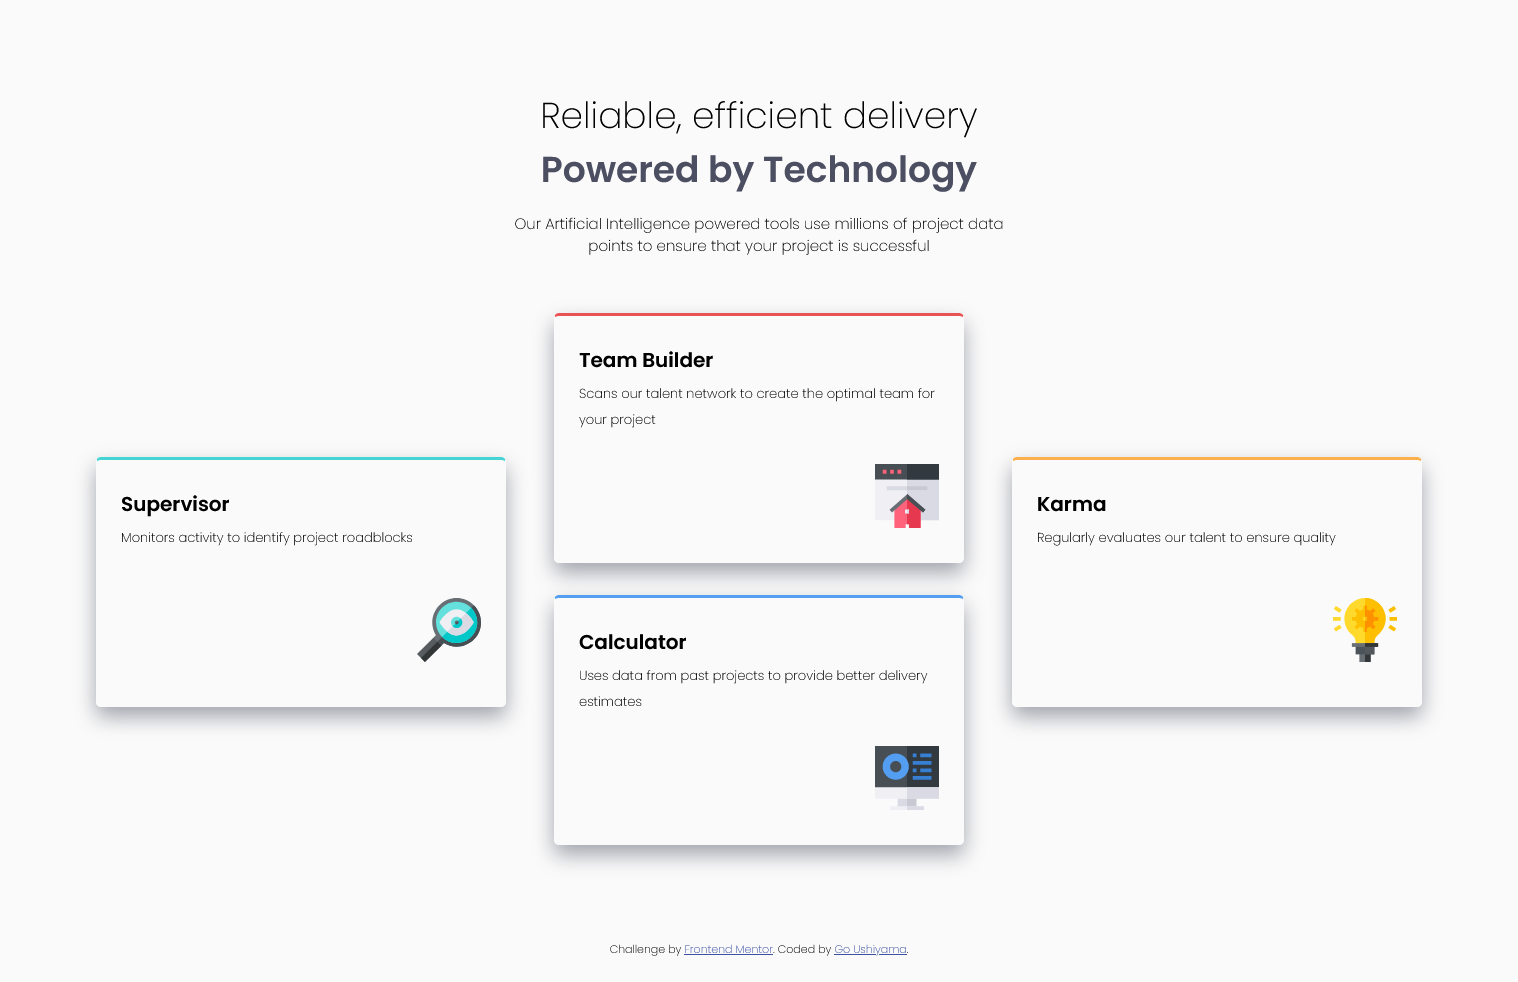 Reliable, efficient delivery
Powered by Technology
Our Artificial Intelligence powered tools use millions of project data
points to ensure that your project is successful
Supervisor
Monitors activity to identify project roadblocks
Team Builder
Scans our talent network to create the optimal team for
your project
Calculator
Uses data from past projects to provide better delivery
estimates
Karma
Regularly evaluates our talent to ensure quality
Challenge by Frontend Mentor. Coded by Go Ushiyama.